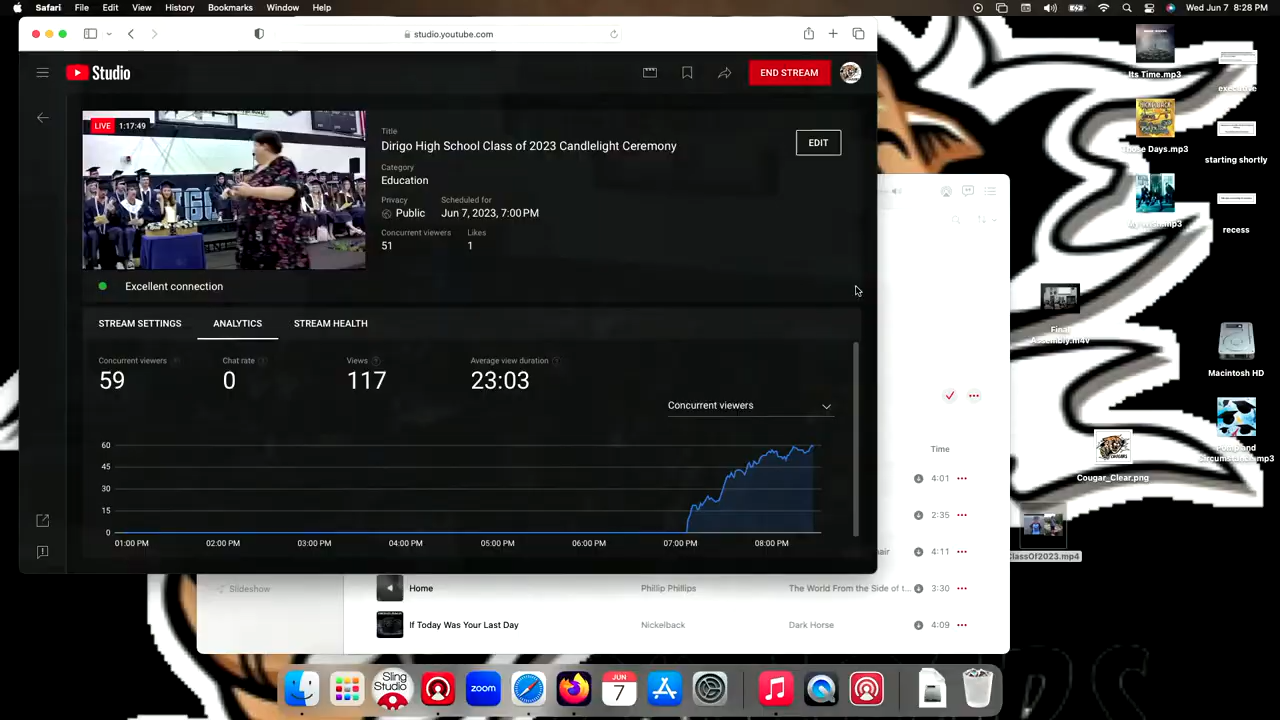 Safari File Edit View History Bookmarks Window Help
Wed Jun 7 8:28 PM
studio.youtube.com
Studio
END STREAM
LIVE 1:17:49
Title
Dirigo High School Class of 2023 Candlelight Ceremony
EDIT
Category
Education
Privacy Scheduled for
Public Jun 7, 2023, 7:00 PM
Concurrent viewers Likes
51 1
Excellent connection
STREAM SETTINGS ANALYTICS STREAM HEALTH
Concurrent viewers Chat rate Views Average view duration
59 0 117 23:03
Concurrent viewers
60
45
30
15
0
01:00 PM 02:00 PM 03:00 PM 04:00 PM 05:00 PM 06:00 PM 07:00 PM 08:00 PM
Time
4:01
2:35
4:11
Slideshow
Home Phillip Phillips The World From the Side of t... 3:30
If Today Was Your Last Day Nickelback Dark Horse 4:09
Its Time.mp3
Those Days.mp3
starting shortly
recess
Assembly.m4v
Macintosh HD
Cougar_Clear.png
ClassOf2023.mp4
Sling Studio
zoom
JUN
7